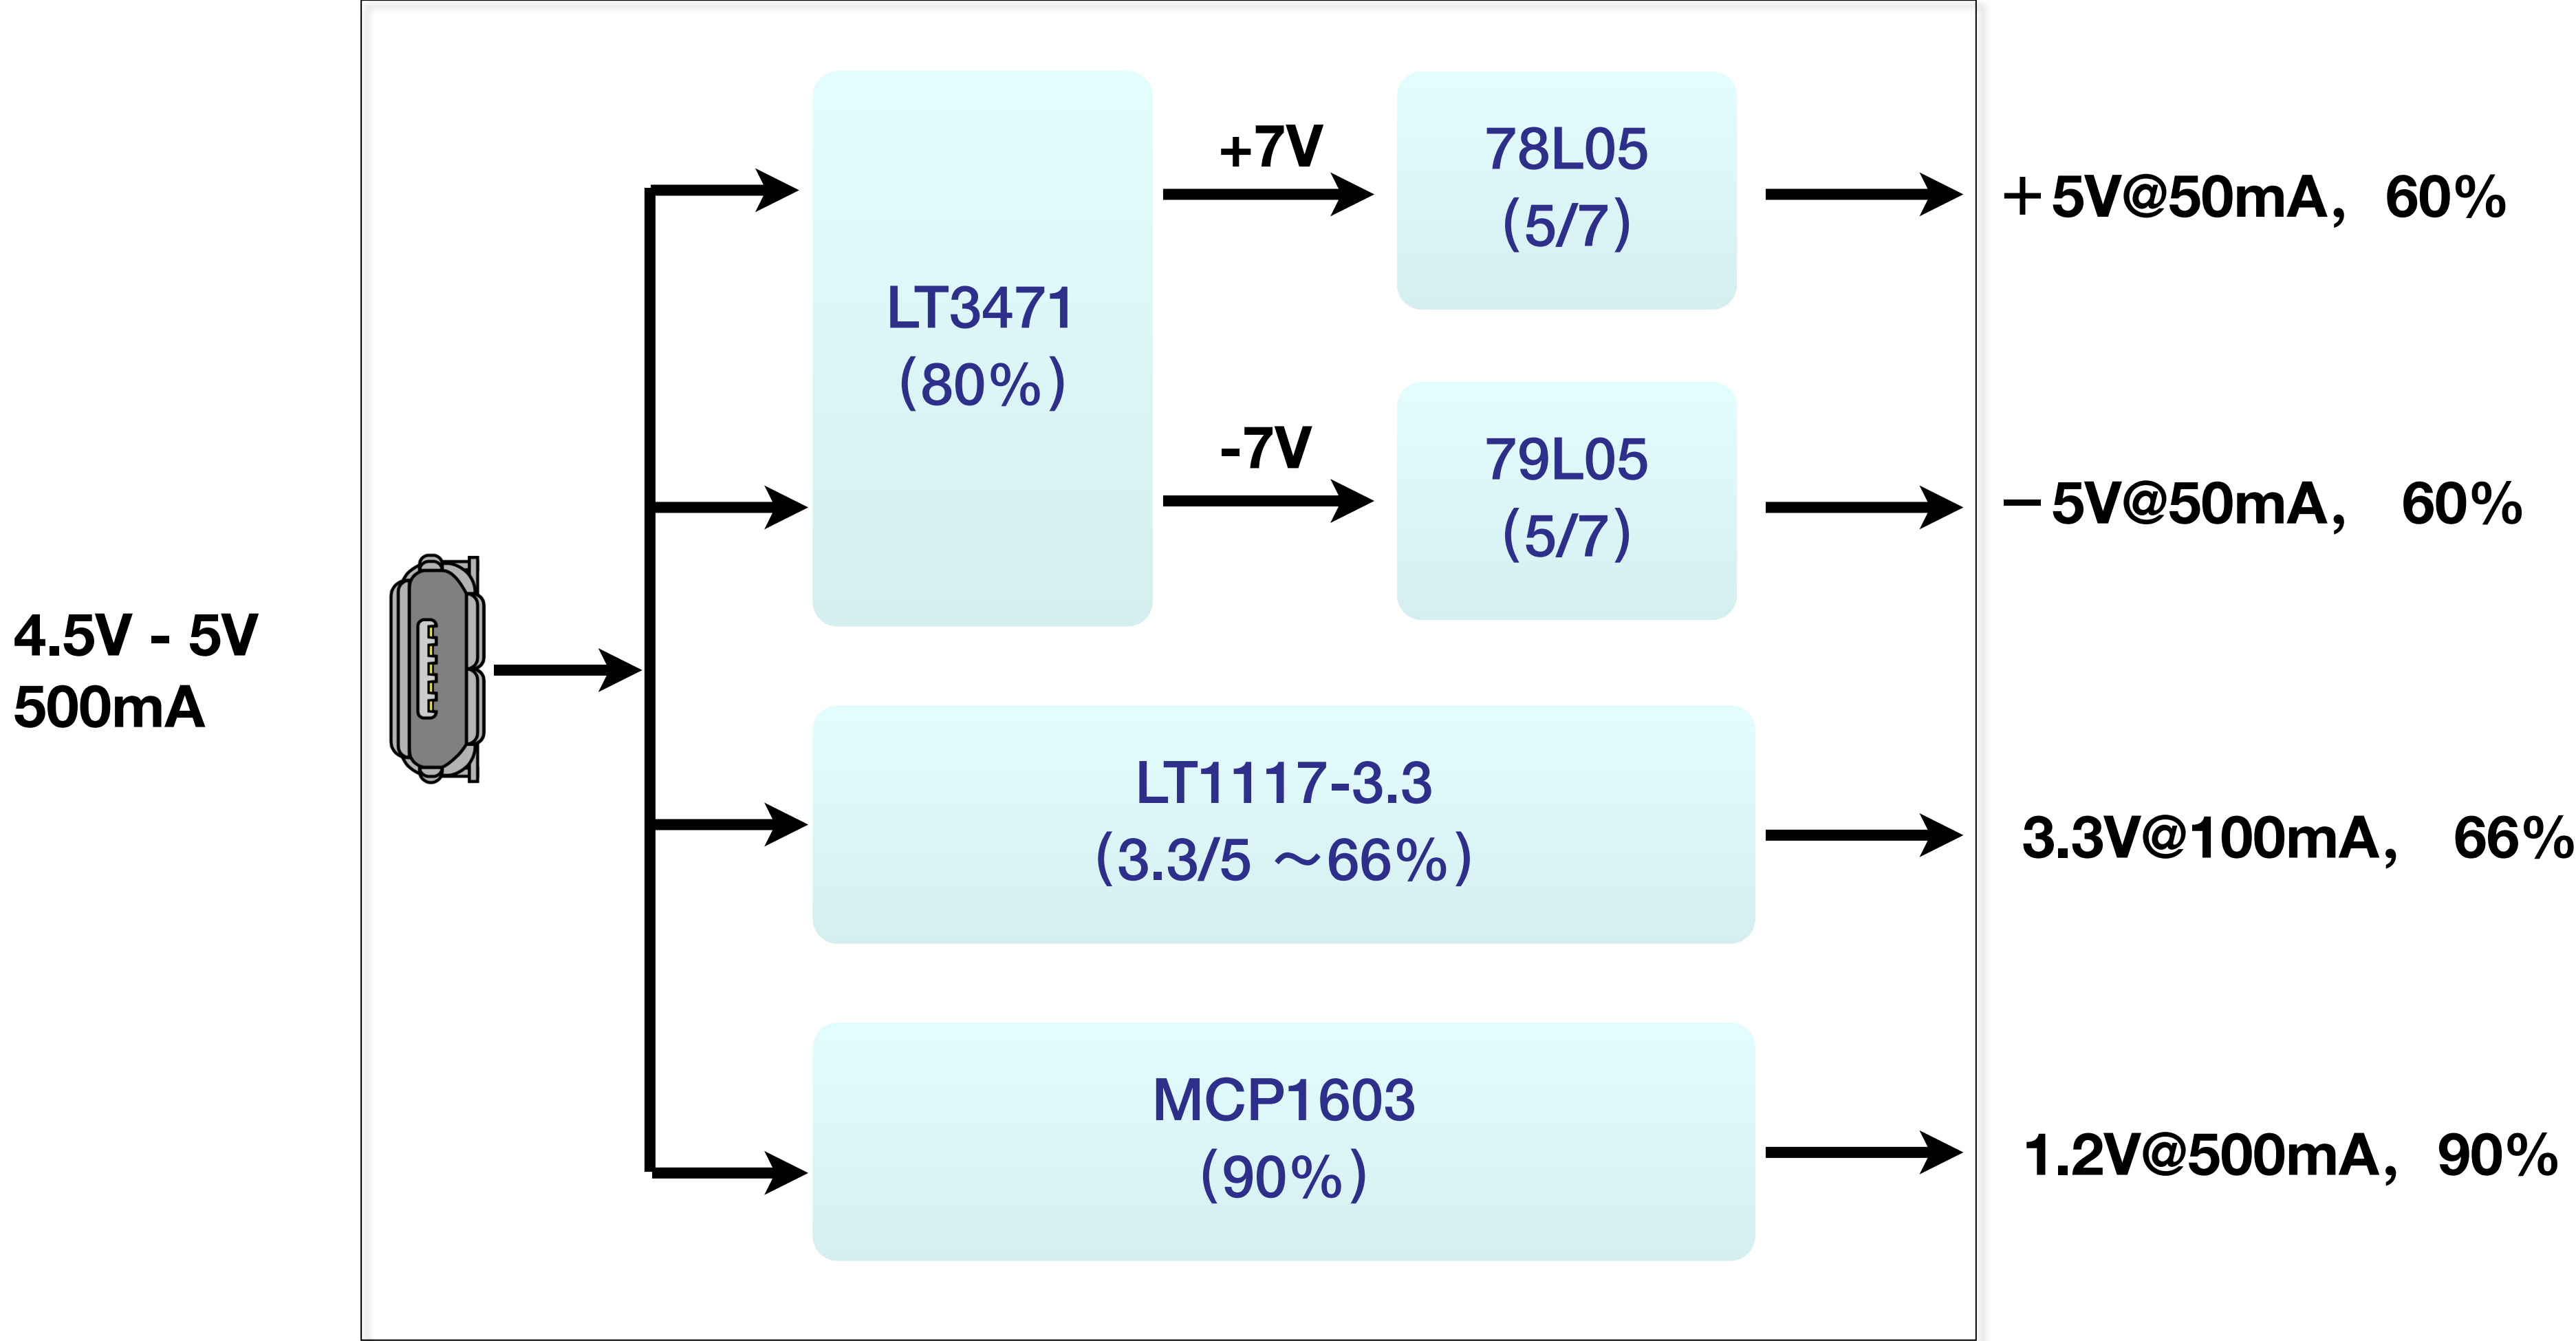 4.5V - 5V
500mA
LT3471
(80%)
+7V
78L05
(5/7)
+5V@50mA, 60%
-7V
79L05
(5/7)
−5V@50mA, 60%
LT1117-3.3
(3.3/5 ～66%)
3.3V@100mA, 66%
MCP1603
(90%)
1.2V@500mA, 90%